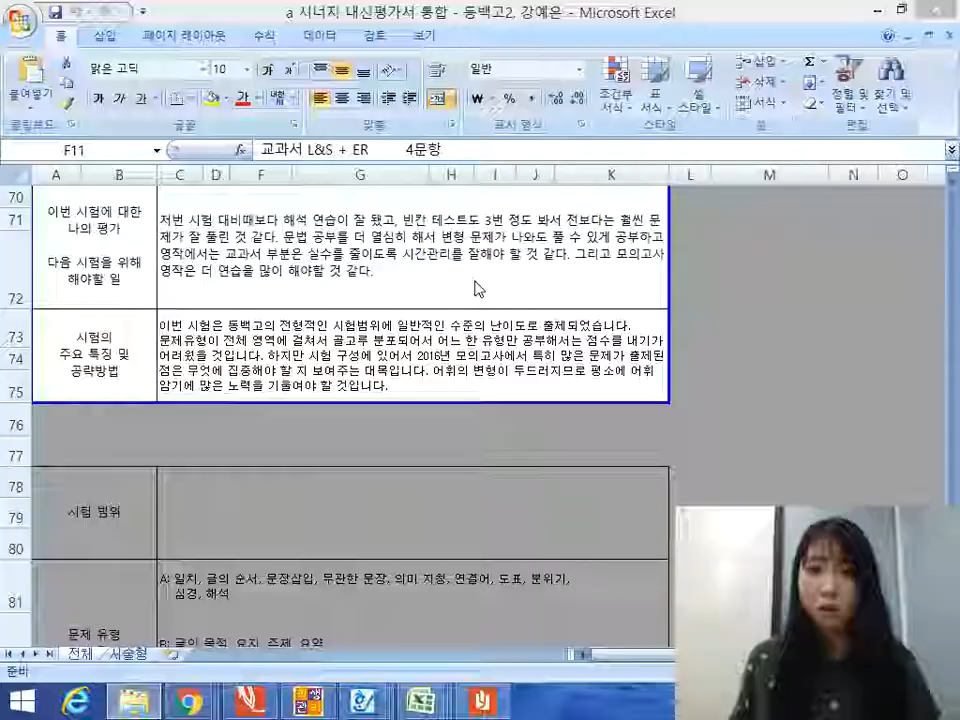 a 시너지 내신평가서 통합 - 동백고2, 강예은 - Microsoft Excel
홈 삽입 페이지 레이아웃 수식 데이터 검토 보기
맑은 고딕 10 가 가 일반 삽입 Σ
붙여넣기 가 가 가 가 내천 ₩ % , 조건부 서식 표 서식 셀 스타일 삭제 서식 정렬 및 필터 찾기 및 선택
클립보드 글꼴 맞춤 표시 형식 스타일 셀 편집
F11 fx 교과서 L&S + ER 4문항
A B C D F G H I J K L M N O
70
71
72
이번 시험에 대한
나의 평가
다음 시험을 위해
해야할 일
저번 시험 대비때보다 해석 연습이 잘 됐고, 빈칸 테스트도 3번 정도 봐서 전보다는 훨씬 문
제가 잘 풀린 것 같다. 문법 공부를 더 열심히 해서 변형 문제가 나와도 풀 수 있게 공부하고
영작에서는 교과서 부분은 실수를 줄이도록 시간관리를 잘해야 할 것 같다. 그리고 모의고사
영작은 더 연습을 많이 해야할 것 같다.
73
74
75
시험의
주요 특징 및
공략방법
이번 시험은 동백고의 전형적인 시험범위에 일반적인 수준의 난이도로 출제되었습니다.
문제유형이 전체 영역에 걸쳐서 골고루 분포되어서 어느 한 유형만 공부해서는 점수를 내기가
어려웠을 것입니다. 하지만 시험 구성에 있어서 2016년 모의고사에서 특히 많은 문제가 출제된
점은 무엇에 집중해야 할 지 보여주는 대목입니다. 어휘의 변형이 두드러지므로 평소에 어휘
암기에 많은 노력을 기울여야 할 것입니다.
76
77
78
79
80
시험 범위
81
문제 유형
A: 일치, 글의 순서, 문장삽입, 무관한 문장, 의미 지칭, 연결어, 도표, 분위기,
심경, 해석
B: 글의 목적, 요지, 주제, 요약
전체 서술형
준비